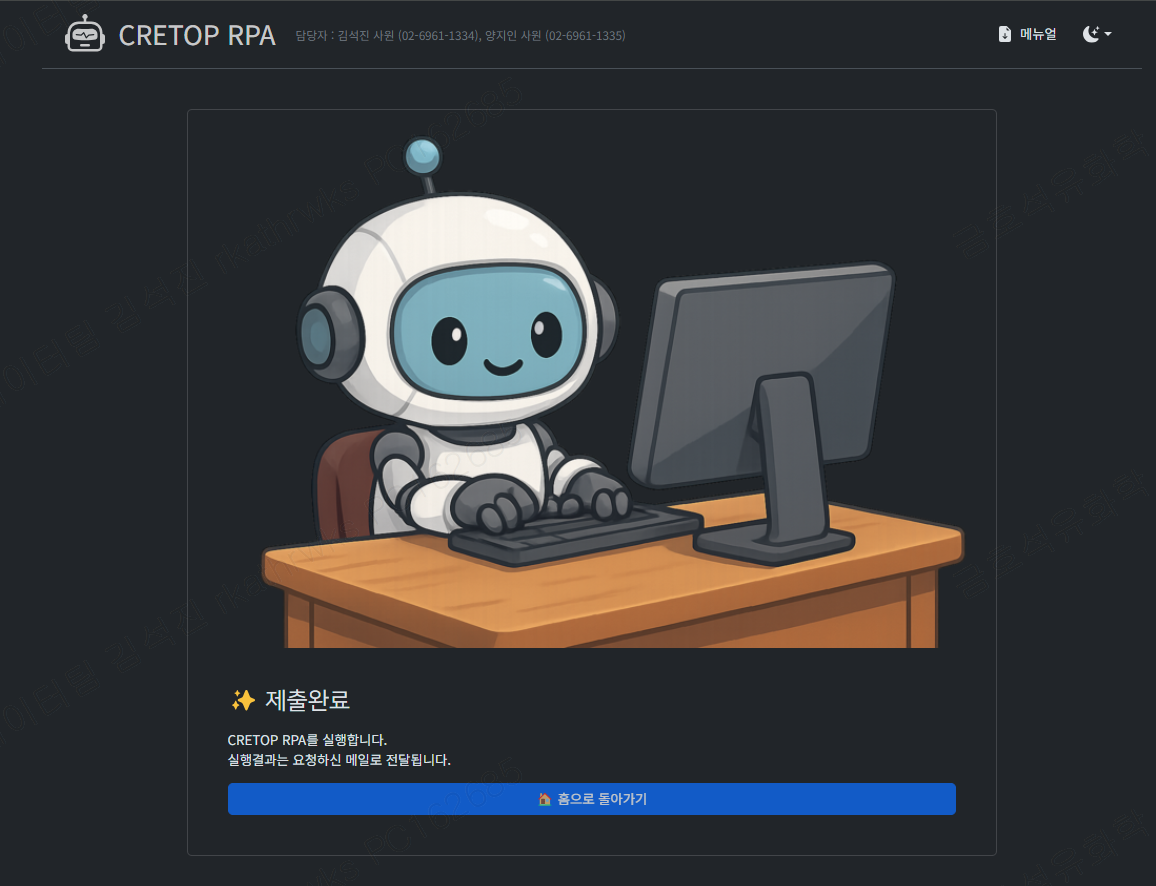 CRETOP RPA
담당자 : 김석진 사원 (02-6961-1334), 양지인 사원 (02-6961-1335)
메뉴얼
제출완료
CRETOP RPA를 실행합니다.
실행결과는 요청하신 메일로 전달됩니다.
홈으로 돌아가기